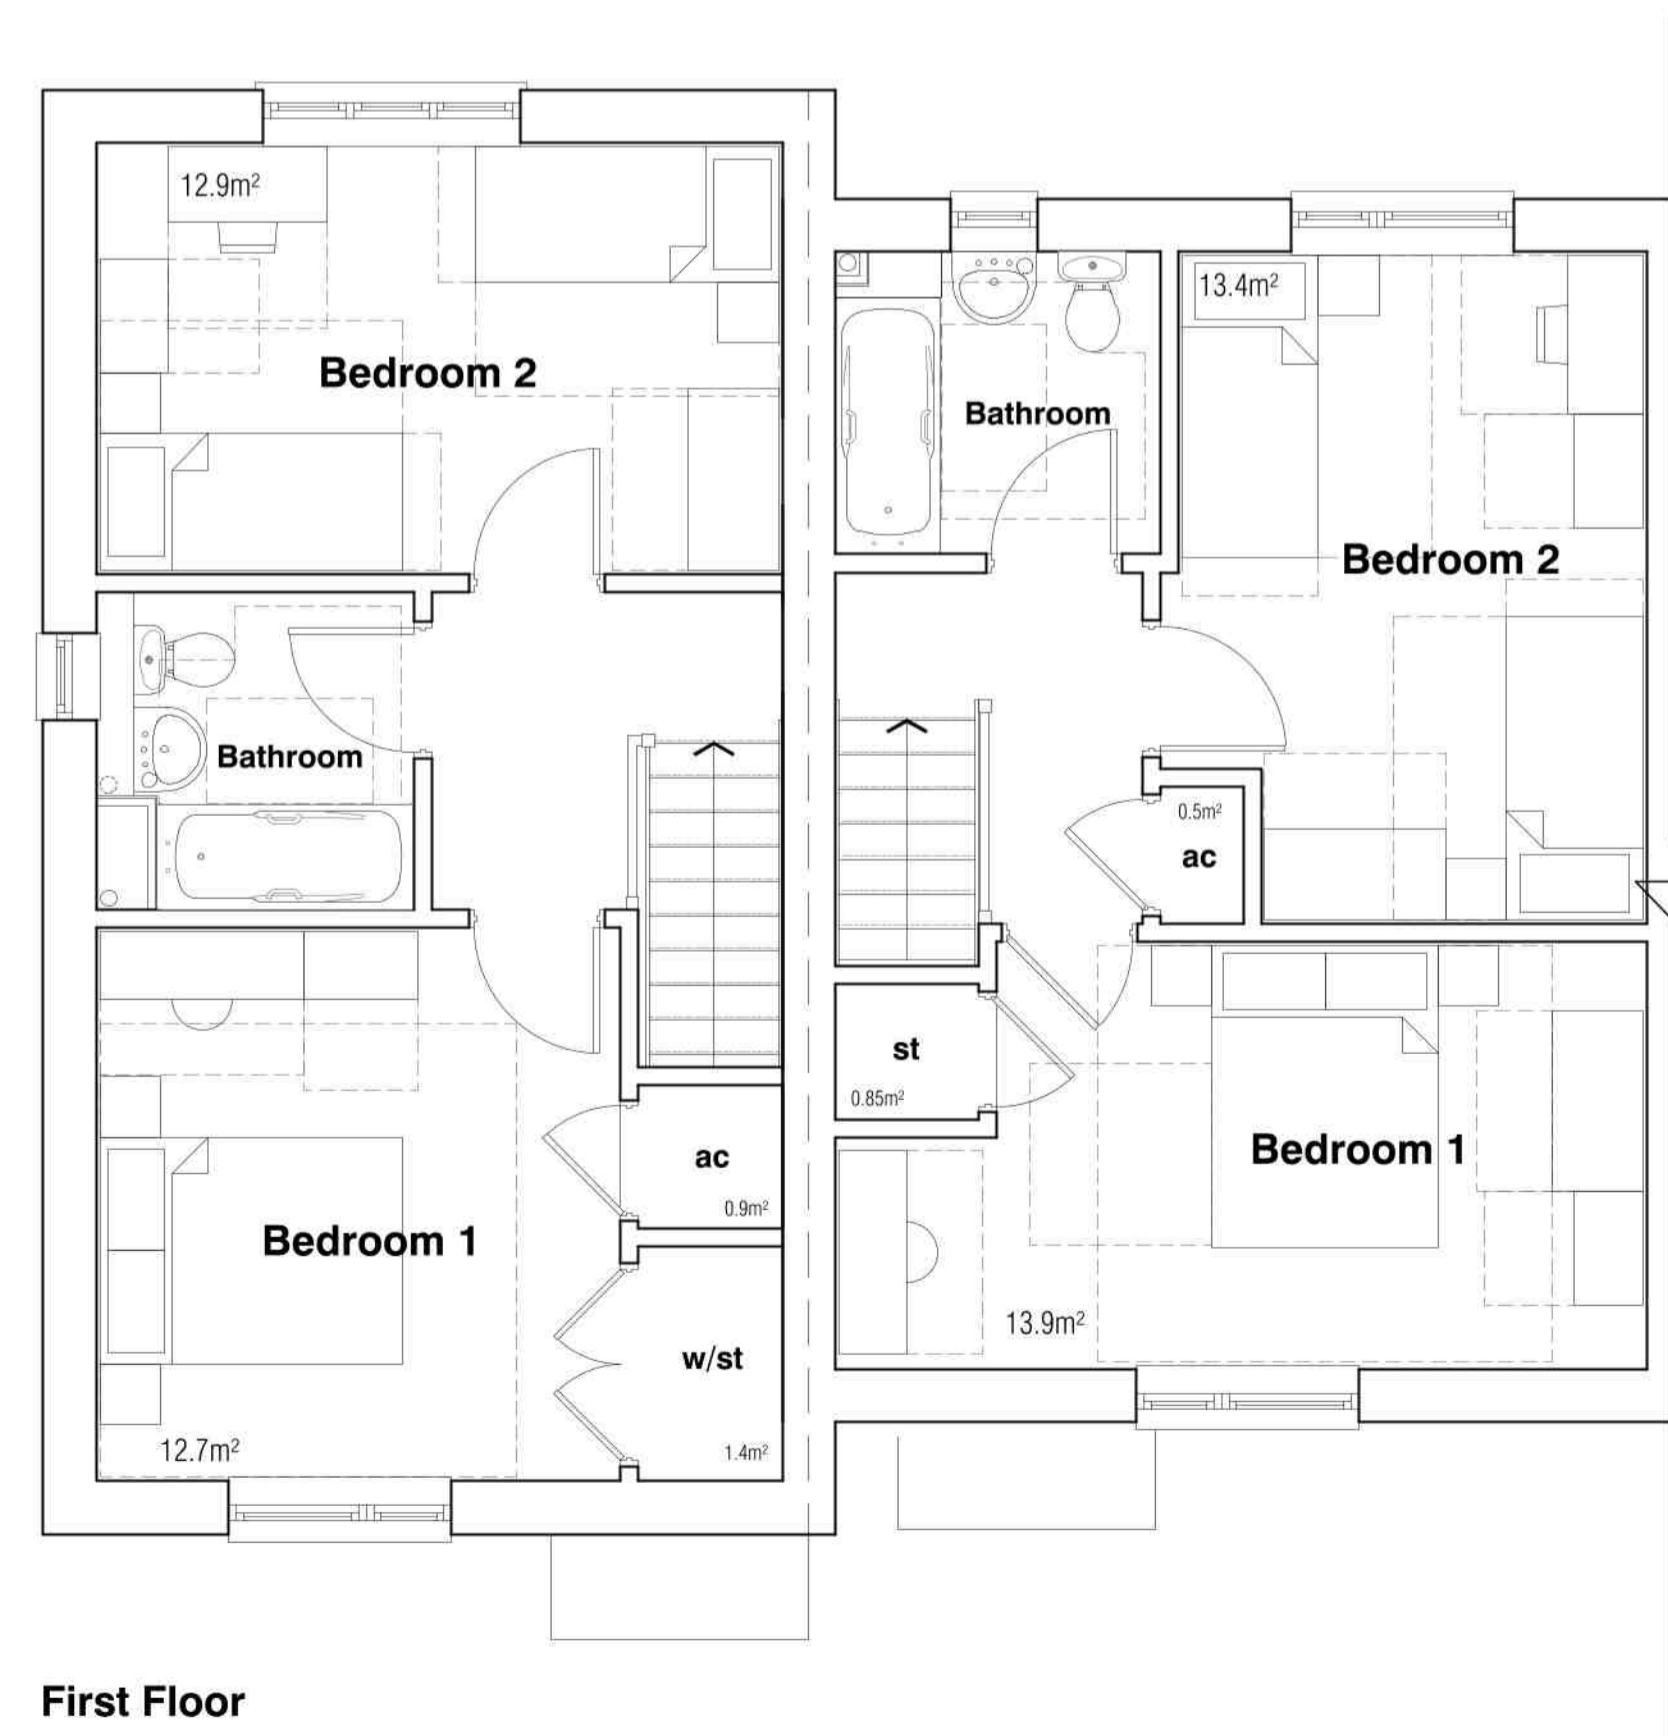 12.9m²
Bedroom 2
Bathroom
Bedroom 1
12.7m²
ac
0.9m²
w/st
1.4m²
Bathroom
13.4m²
Bedroom 2
0.5m²
ac
st
0.85m²
Bedroom 1
13.9m²
First Floor